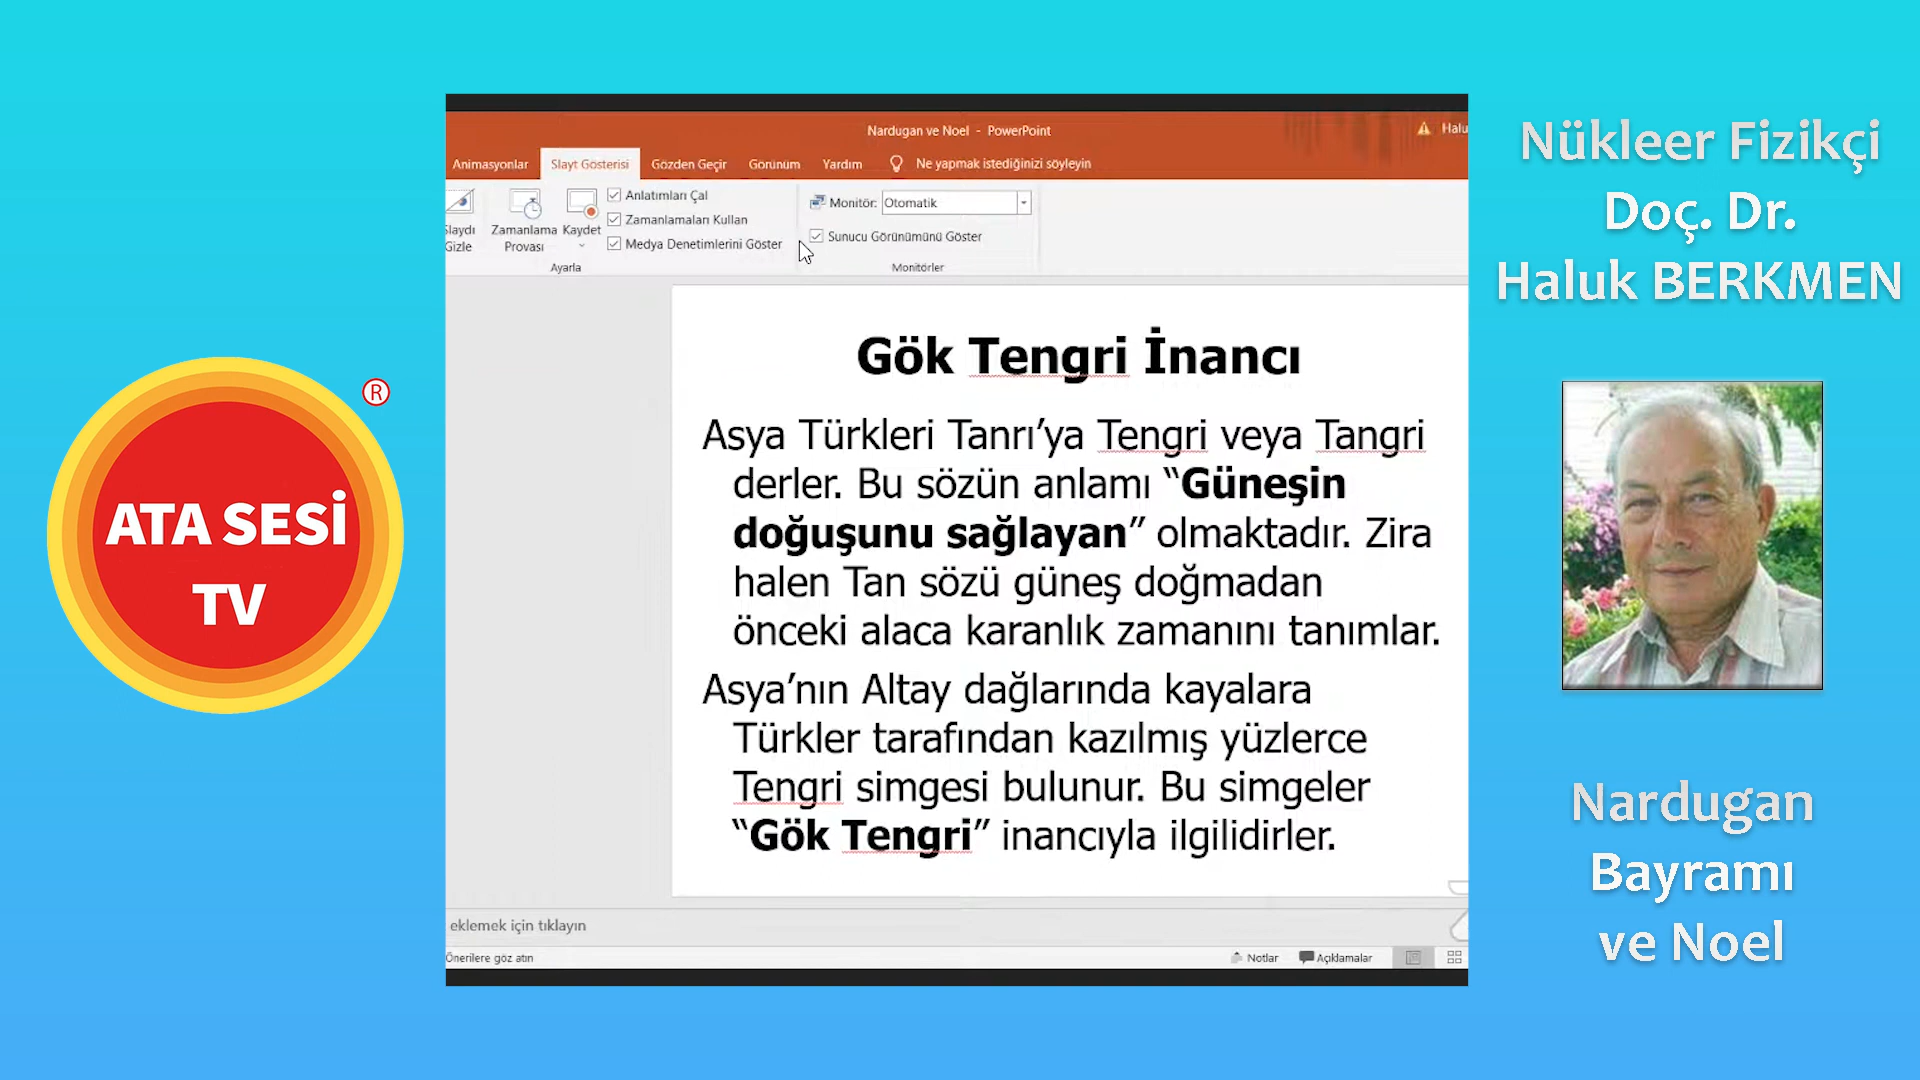 ATA SESİ
TV
®
Nardugan ve Noel - PowerPoint
Halu
Animasyonlar
Slayt Gösterisi
Gözden Geçir
Görünüm
Yardım
Ne yapmak istediğinizi söyleyin
Slaydı
Gizle
Zamanlama
Provası
Kaydet
Anlatımları Çal
Zamanlamaları Kullan
Medya Denetimlerini Göster
Ayarla
Monitör: Otomatik
Sunucu Görünümünü Göster
Monitörler
Gök Tengri İnancı
Asya Türkleri Tanrı’ya Tengri veya Tangri
derler. Bu sözün anlamı “Güneşin
doğuşunu sağlayan” olmaktadır. Zira
halen Tan sözü güneş doğmadan
önceki alaca karanlık zamanını tanımlar.
Asya’nın Altay dağlarında kayalara
Türkler tarafından kazılmış yüzlerce
Tengri simgesi bulunur. Bu simgeler
“Gök Tengri” inancıyla ilgilidirler.
eklemek için tıklayın
Önerilere göz atın
Notlar
Açıklamalar
Nükleer Fizikçi
Doç. Dr.
Haluk BERKMEN
Nardugan
Bayramı
ve Noel